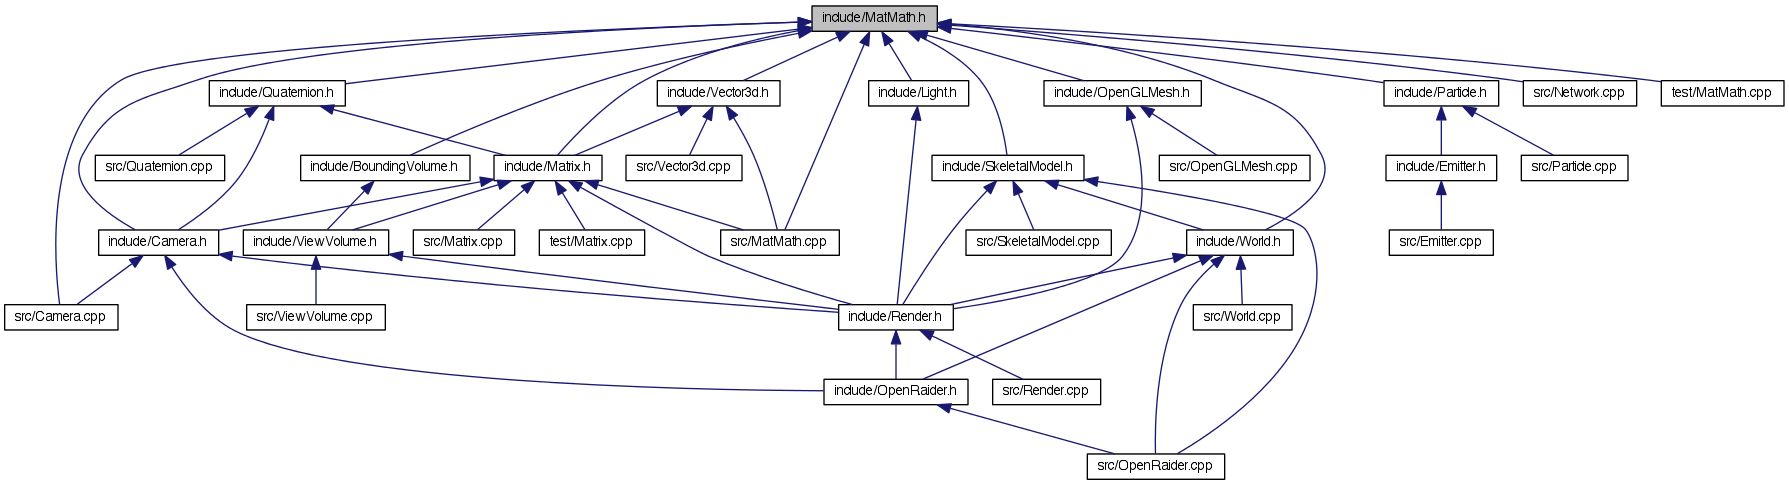 include/MatMath.h
include/Quaternion.h
include/Vector3d.h
include/Light.h
include/OpenGLMesh.h
include/Particle.h
src/Network.cpp
test/MatMath.cpp
src/Quaternion.cpp
include/BoundingVolume.h
include/Matrix.h
src/Vector3d.cpp
include/SkeletalModel.h
src/OpenGLMesh.cpp
include/Emitter.h
src/Particle.cpp
include/Camera.h
include/ViewVolume.h
src/Matrix.cpp
test/Matrix.cpp
src/MatMath.cpp
src/SkeletalModel.cpp
include/World.h
src/Emitter.cpp
src/Camera.cpp
src/ViewVolume.cpp
include/Render.h
src/World.cpp
include/OpenRaider.h
src/Render.cpp
src/OpenRaider.cpp